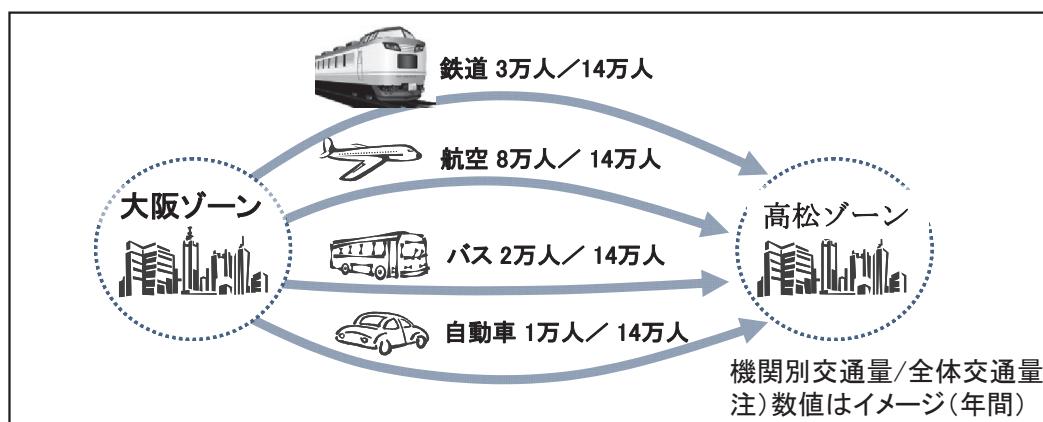 鉄道 3万人／14万人
航空 8万人／ 14万人
大阪ゾーン
高松ゾーン
バス 2万人／ 14万人
自動車 1万人／ 14万人
機関別交通量/全体交通量
注）数値はイメージ（年間）